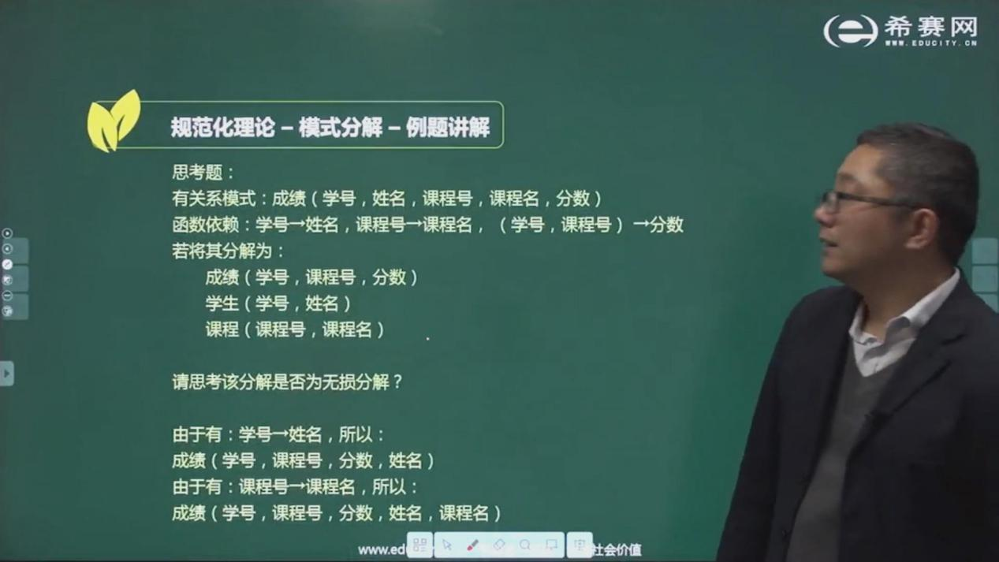 希赛网
WWW.EDUCITY.CN
规范化理论 – 模式分解 – 例题讲解
思考题：
有关系模式：成绩（学号，姓名，课程号，课程名，分数）
函数依赖：学号→姓名，课程号→课程名，（学号，课程号）→分数
若将其分解为：
成绩（学号，课程号，分数）
学生（学号，姓名）
课程（课程号，课程名）
请思考该分解是否为无损分解？
由于有：学号→姓名，所以：
成绩（学号，课程号，分数，姓名）
由于有：课程号→课程名，所以：
成绩（学号，课程号，分数，姓名，课程名）
社会价值